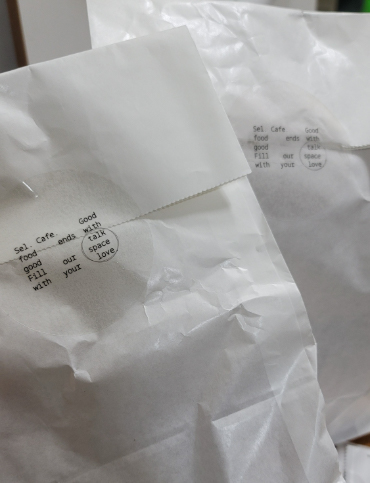 Sel. Cafe. Good
food ends with
good talk
Fill our space
with your love
Sel. Cafe Good
food ends with
good talk
Fill our space
with your love